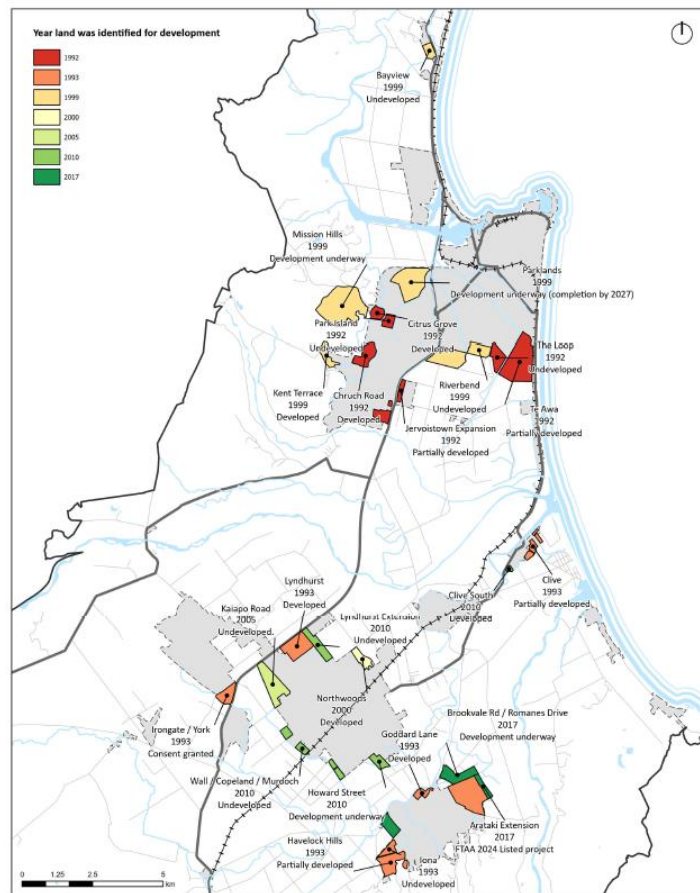 Year land was identified for development
1992
1993
1999
2000
2005
2010
2017
Bayview
1999
Undeveloped
Mission Hills
1999
Development underway
Parklands
1999
Development underway (completion by 2027)
Park Island
1992
Undeveloped
Citrus Grove
1992
Developed
The Loop
1992
Undeveloped
Kent Terrace
1999
Developed
Chruch Road
1992
Developed
Riverbend
1999
Undeveloped
Te Awa
1992
Partially developed
Jervoistown Expansion
1992
Partially developed
Clive
1993
Partially developed
Clive South
2010
Developed
Lyndhurst
1993
Developed
Kaiapo Road
2005
Undeveloped.
Lyndhurst Extension
2010
Undeveloped
Northwoods
2000
Developed
Brookvale Rd / Romanes Drive
2017
Development underway
Irongate / York
1993
Consent granted
Goddard Lane
1993
Developed
Wall / Copeland / Murdoch
2010
Undeveloped
Howard Street
2010
Development underway
Arataki Extension
2017
FTAA 2024 Listed project
Havelock Hills
1993
Partially developed
Iona
1993
Undeveloped
0 1.25 2.5 5
km